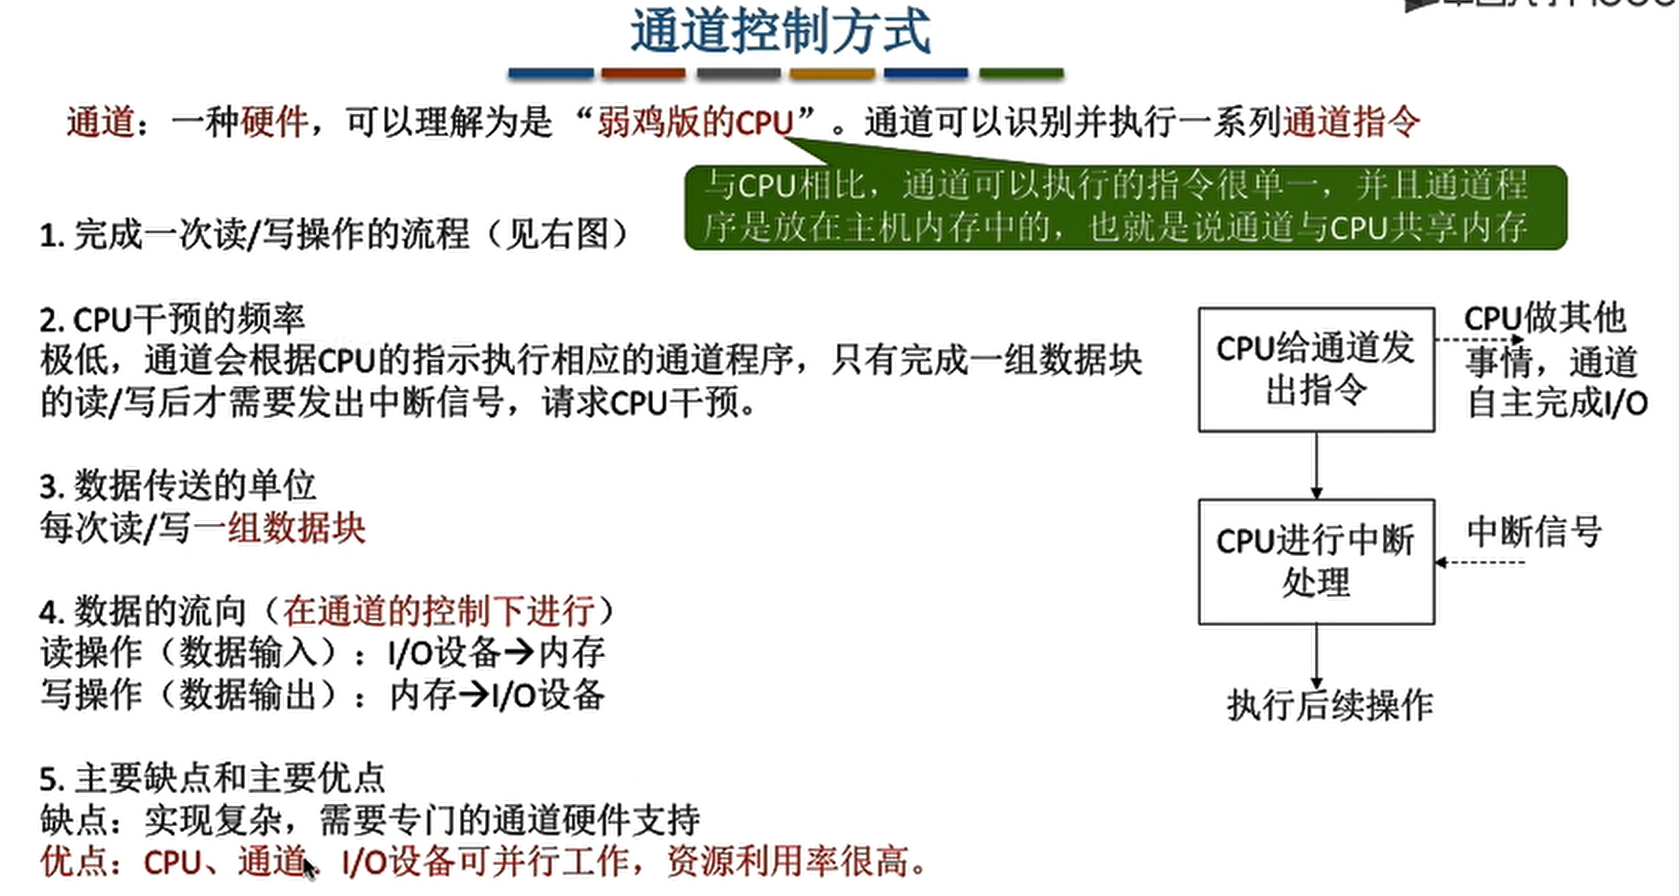 通道控制方式
通道：一种硬件，可以理解为是“弱鸡版的CPU”。通道可以识别并执行一系列通道指令
与CPU相比，通道可以执行的指令很单一，并且通道程
序是放在主机内存中的，也就是说通道与CPU共享内存
1. 完成一次读/写操作的流程（见右图）
2. CPU干预的频率
极低，通道会根据CPU的指示执行相应的通道程序，只有完成一组数据块
的读/写后才需要发出中断信号，请求CPU干预。
3. 数据传送的单位
每次读/写一组数据块
4. 数据的流向（在通道的控制下进行）
读操作（数据输入）：I/O设备→内存
写操作（数据输出）：内存→I/O设备
5. 主要缺点和主要优点
缺点：实现复杂，需要专门的通道硬件支持
优点：CPU、通道、I/O设备可并行工作，资源利用率很高。
CPU给通道发
出指令
CPU做其他
事情，通道
自主完成I/O
CPU进行中断
处理
中断信号
执行后续操作